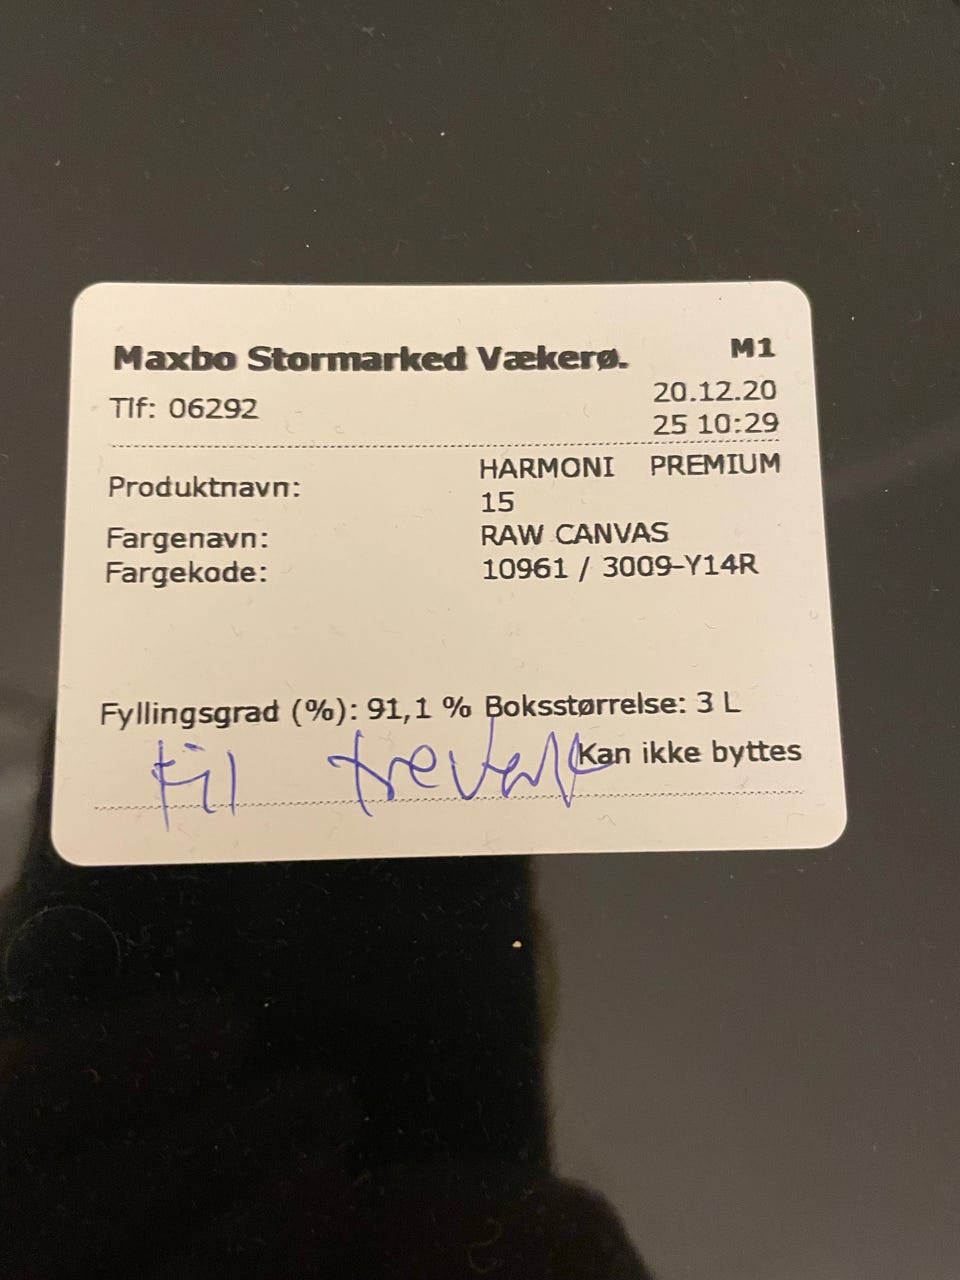 Maxbo Stormarked Vækerø. M1
Tlf: 06292 20.12.20
25 10:29
Produktnavn: HARMONI PREMIUM
15
Fargenavn: RAW CANVAS
Fargekode: 10961 / 3009-Y14R
Fyllingsgrad (%): 91,1 % Boksstørrelse: 3 L
Kan ikke byttes
til treverk